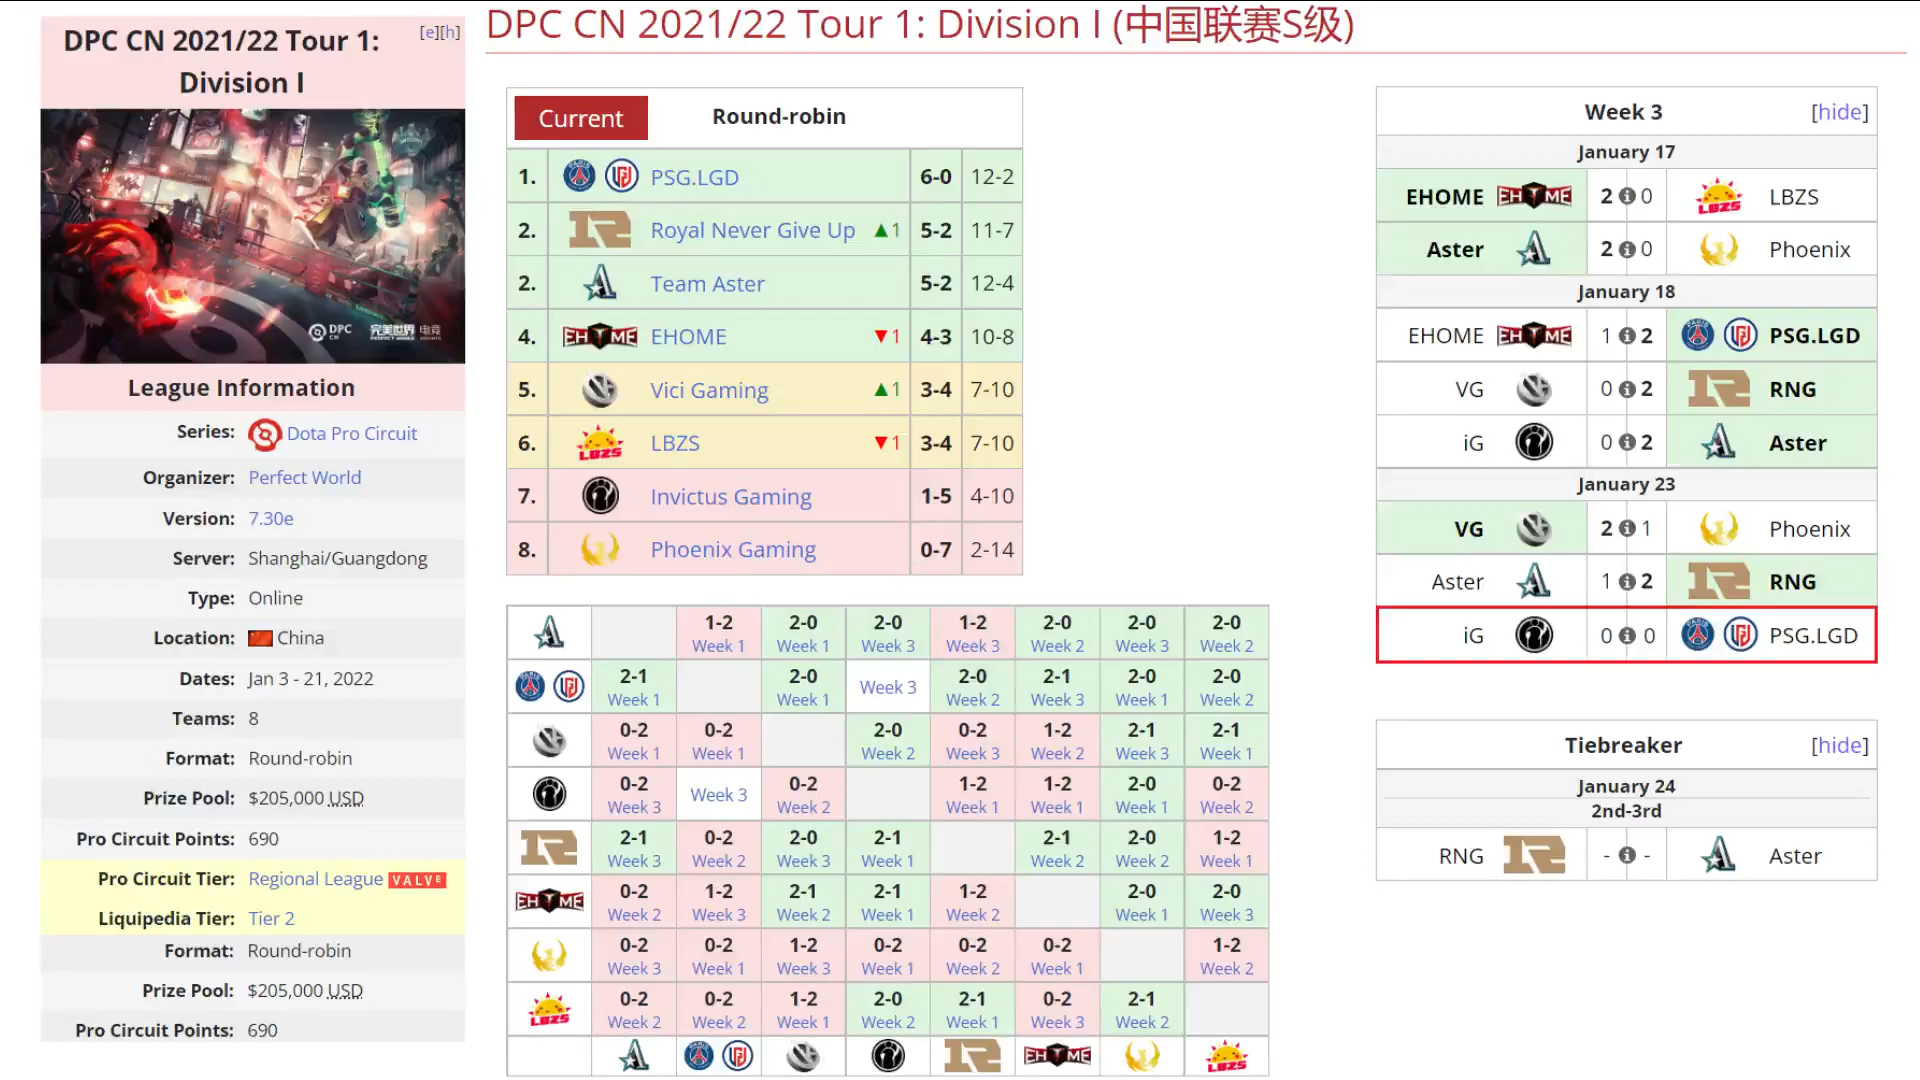 DPC CN 2021/22 Tour 1: Division I (中国联赛S级)
DPC CN 2021/22 Tour 1:
Division I
[e][h]
DPC
CN
完美世界 电竞
League Information
Series: Dota Pro Circuit
Organizer: Perfect World
Version: 7.30e
Server: Shanghai/Guangdong
Type: Online
Location: China
Dates: Jan 3 - 21, 2022
Teams: 8
Format: Round-robin
Prize Pool: $205,000 USD
Pro Circuit Points: 690
Pro Circuit Tier: Regional League VALVE
Liquipedia Tier: Tier 2
Format: Round-robin
Prize Pool: $205,000 USD
Pro Circuit Points: 690
Current Round-robin
1. PSG.LGD 6-0 12-2
2. Royal Never Give Up ▲1 5-2 11-7
2. Team Aster 5-2 12-4
4. EHOME EHOME ▼1 4-3 10-8
5. Vici Gaming ▲1 3-4 7-10
6. LBZS LBZS ▼1 3-4 7-10
7. Invictus Gaming 1-5 4-10
8. Phoenix Gaming 0-7 2-14
1-2 2-0 2-0 1-2 2-0 2-0 2-0
Week 1 Week 1 Week 3 Week 3 Week 2 Week 3 Week 2
2-1 2-0 2-0 2-1 2-0 2-0
Week 1 Week 1 Week 3 Week 2 Week 3 Week 1 Week 2
0-2 0-2 2-0 0-2 1-2 2-1 2-1
Week 1 Week 1 Week 2 Week 3 Week 2 Week 3 Week 1
0-2 0-2 1-2 1-2 2-0 0-2
Week 3 Week 3 Week 2 Week 1 Week 1 Week 1 Week 2
2-1 0-2 2-0 2-1 2-1 2-0 1-2
Week 3 Week 2 Week 3 Week 1 Week 2 Week 2 Week 1
EHOME 0-2 1-2 2-1 2-1 1-2 2-0 2-0
Week 2 Week 3 Week 2 Week 1 Week 2 Week 1 Week 3
0-2 0-2 1-2 0-2 0-2 0-2 1-2
Week 3 Week 1 Week 3 Week 1 Week 2 Week 1 Week 2
LBZS 0-2 0-2 1-2 2-0 2-1 0-2 2-1
Week 2 Week 2 Week 1 Week 2 Week 1 Week 3 Week 2
EHOME LBZS
Week 3 [hide]
January 17
EHOME EHOME 2 0 LBZS LBZS
Aster 2 0 Phoenix
January 18
EHOME EHOME 1 2 PSG.LGD
VG 0 2 RNG
iG 0 2 Aster
January 23
VG 2 1 Phoenix
Aster 1 2 RNG
iG 0 0 PSG.LGD
Tiebreaker [hide]
January 24
2nd-3rd
RNG - - Aster